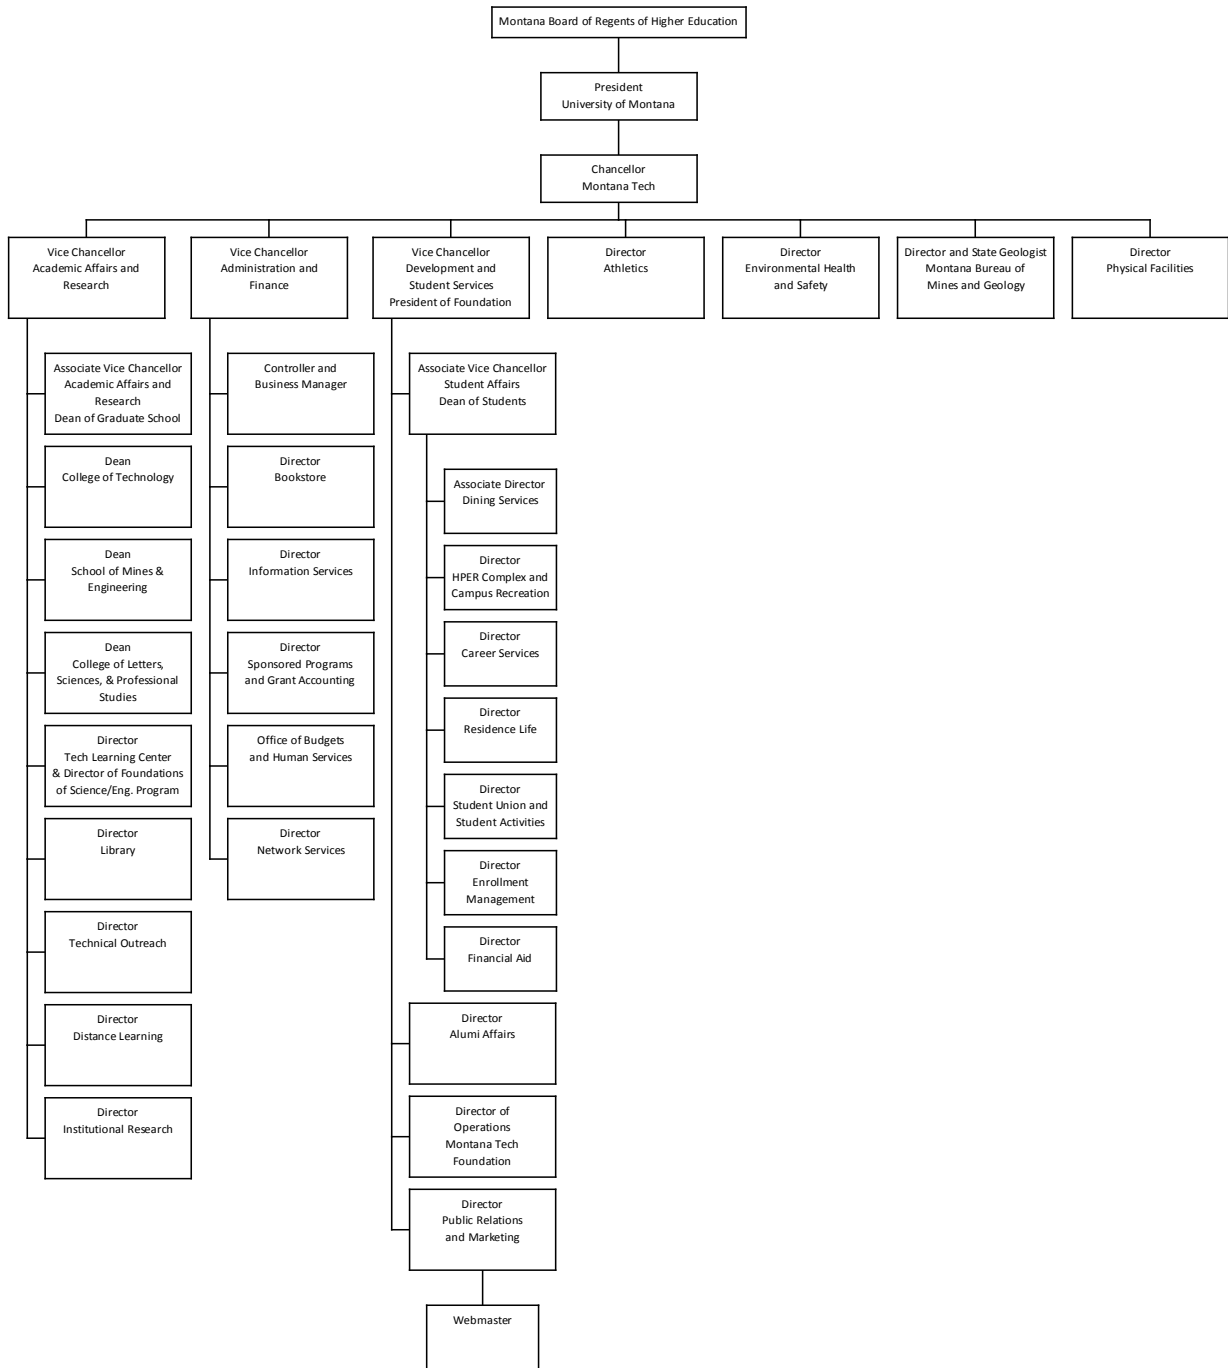 Montana Board of Regents of Higher Education
President
University of Montana
Chancellor
Montana Tech
Vice Chancellor
Academic Affairs and
Research
Vice Chancellor
Administration and
Finance
Vice Chancellor
Development and
Student Services
President of Foundation
Director
Athletics
Director
Environmental Health
and Safety
Director and State Geologist
Montana Bureau of
Mines and Geology
Director
Physical Facilities
Associate Vice Chancellor
Academic Affairs and
Research
Dean of Graduate School
Dean
College of Technology
Dean
School of Mines &
Engineering
Dean
College of Letters,
Sciences, & Professional
Studies
Director
Tech Learning Center
& Director of Foundations
of Science/Eng. Program
Director
Library
Director
Technical Outreach
Director
Distance Learning
Director
Institutional Research
Controller and
Business Manager
Director
Bookstore
Director
Information Services
Director
Sponsored Programs
and Grant Accounting
Office of Budgets
and Human Services
Director
Network Services
Associate Vice Chancellor
Student Affairs
Dean of Students
Associate Director
Dining Services
Director
HPER Complex and
Campus Recreation
Director
Career Services
Director
Residence Life
Director
Student Union and
Student Activities
Director
Enrollment
Management
Director
Financial Aid
Director
Alumi Affairs
Director of
Operations
Montana Tech
Foundation
Director
Public Relations
and Marketing
Webmaster